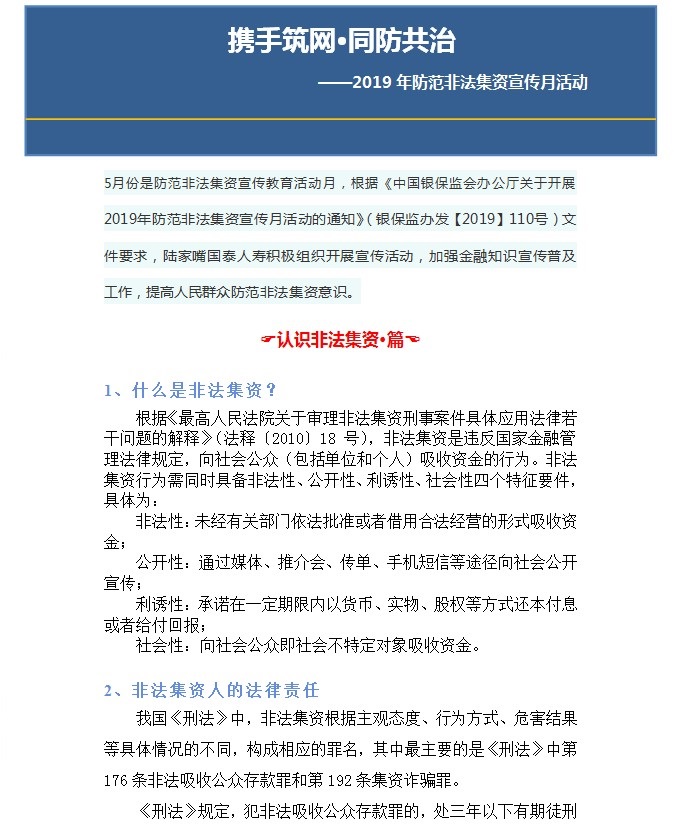 携手筑网•同防共治
——2019 年防范非法集资宣传月活动
5月份是防范非法集资宣传教育活动月，根据《中国银保监会办公厅关于开展
2019年防范非法集资宣传月活动的通知》（银保监办发【2019】110号）文
件要求，陆家嘴国泰人寿积极组织开展宣传活动，加强金融知识宣传普及
工作，提高人民群众防范非法集资意识。
☞认识非法集资•篇☜
1、什么是非法集资？
根据《最高人民法院关于审理非法集资刑事案件具体应用法律若
干问题的解释》（法释〔2010〕18 号），非法集资是违反国家金融管
理法律规定，向社会公众（包括单位和个人）吸收资金的行为。非法
集资行为需同时具备非法性、公开性、利诱性、社会性四个特征要件，
具体为：
非法性：未经有关部门依法批准或者借用合法经营的形式吸收资
金；
公开性：通过媒体、推介会、传单、手机短信等途径向社会公开
宣传；
利诱性：承诺在一定期限内以货币、实物、股权等方式还本付息
或者给付回报；
社会性：向社会公众即社会不特定对象吸收资金。
2、非法集资人的法律责任
我国《刑法》中，非法集资根据主观态度、行为方式、危害结果
等具体情况的不同，构成相应的罪名，其中最主要的是《刑法》中第
176 条非法吸收公众存款罪和第 192 条集资诈骗罪。
《刑法》规定，犯非法吸收公众存款罪的，处三年以下有期徒刑